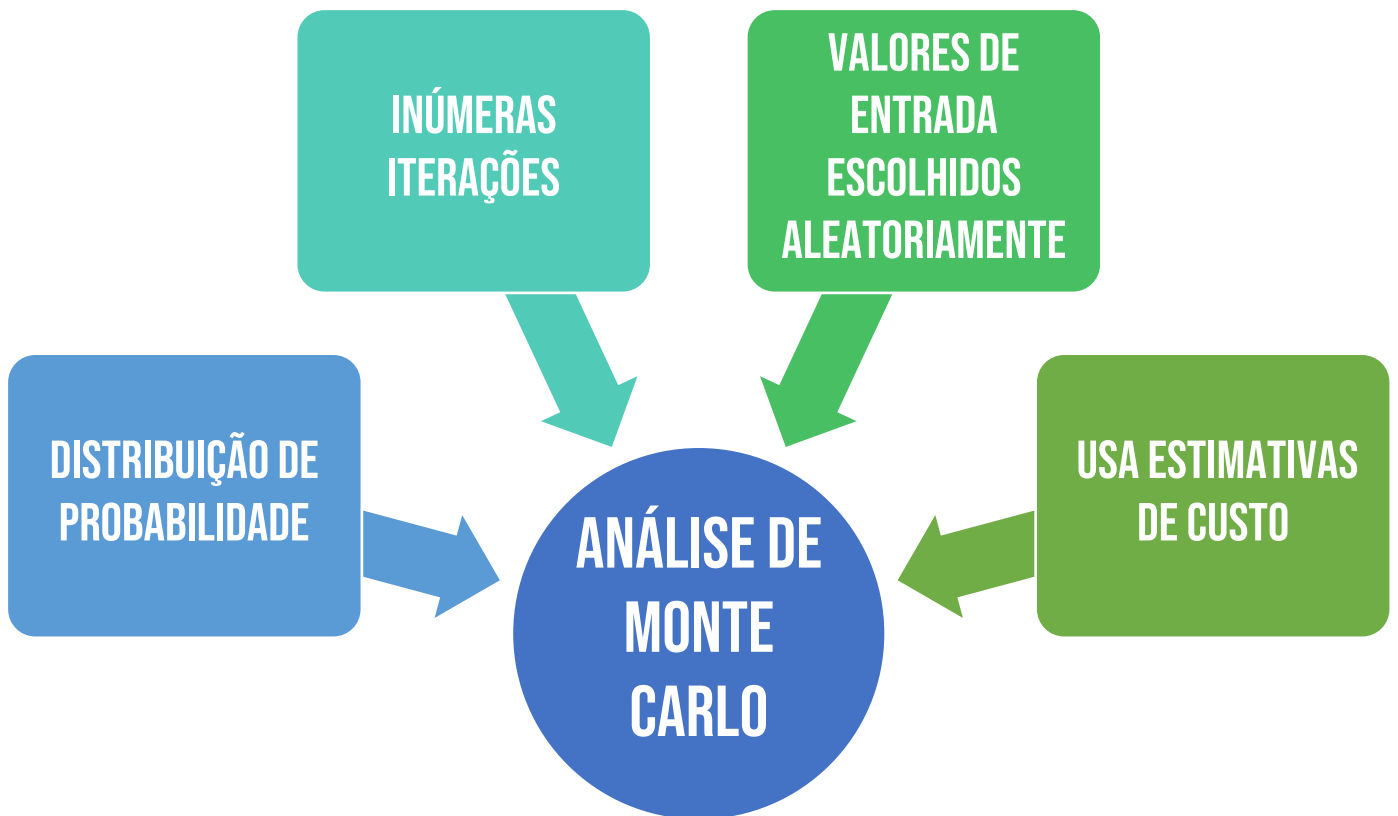 INÚMERAS
ITERAÇÕES
VALORES DE
ENTRADA
ESCOLHIDOS
ALEATORIAMENTE
DISTRIBUIÇÃO DE
PROBABILIDADE
USA ESTIMATIVAS
DE CUSTO
ANÁLISE DE
MONTE
CARLO